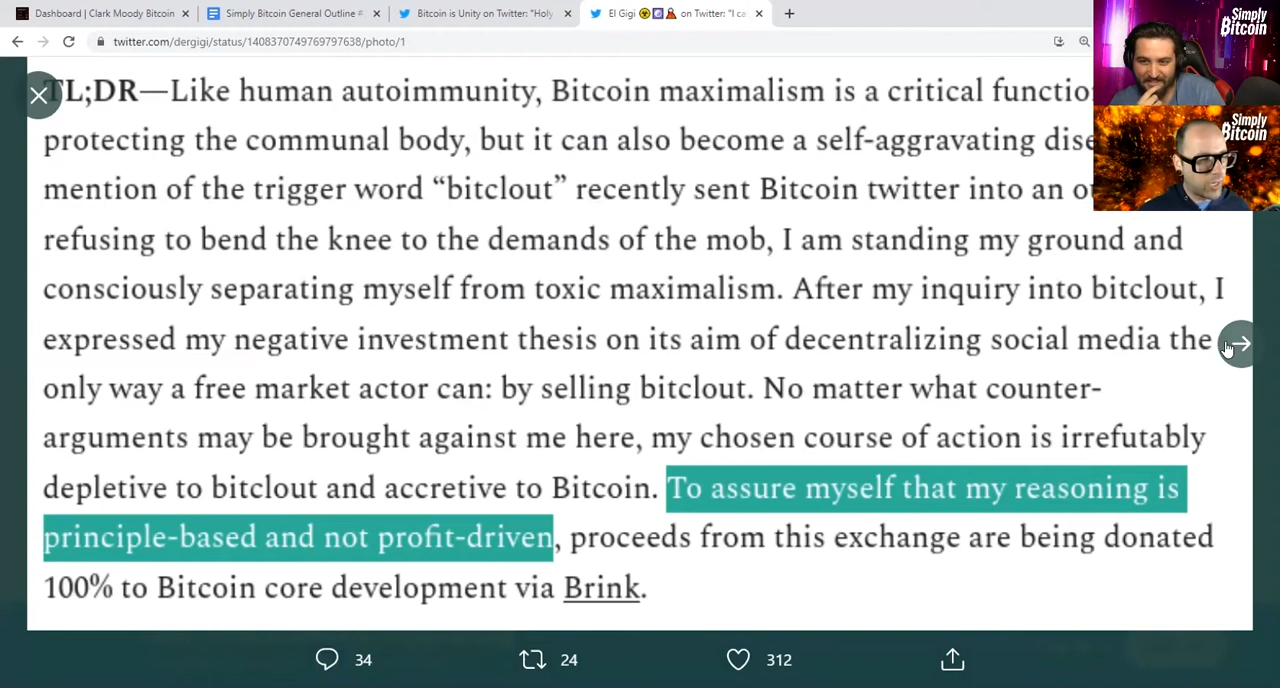 Dashboard | Clark Moody Bitcoin
Simply Bitcoin General Outline #
Bitcoin is Unity on Twitter: "Holy
El Gigi on Twitter: "I ca
twitter.com/dergigi/status/1408370749769797638/photo/1
Simply Bitcoin
Simply Bitcoin
TL;DR—Like human autoimmunity, Bitcoin maximalism is a critical functio
protecting the communal body, but it can also become a self-aggravating dise
mention of the trigger word “bitclout” recently sent Bitcoin twitter into an
refusing to bend the knee to the demands of the mob, I am standing my ground and
consciously separating myself from toxic maximalism. After my inquiry into bitclout, I
expressed my negative investment thesis on its aim of decentralizing social media the
only way a free market actor can: by selling bitclout. No matter what counter-
arguments may be brought against me here, my chosen course of action is irrefutably
depletive to bitclout and accretive to Bitcoin. To assure myself that my reasoning is
principle-based and not profit-driven, proceeds from this exchange are being donated
100% to Bitcoin core development via Brink.
34 24 312